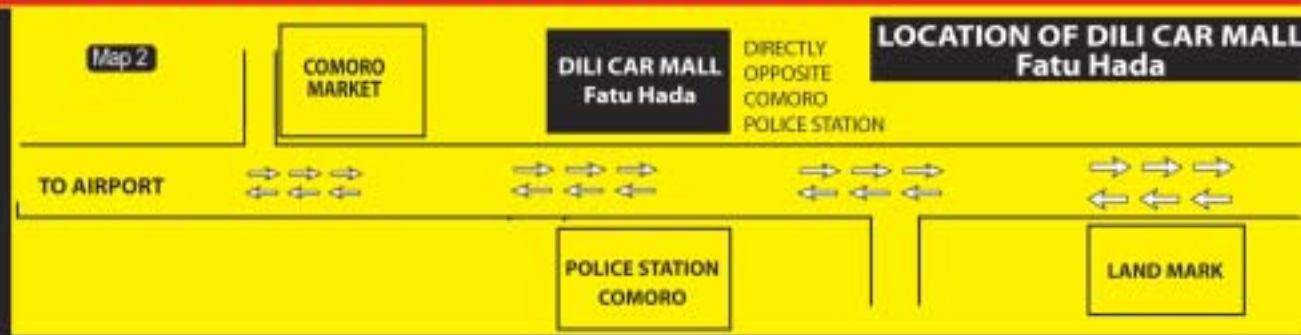 Map 2
COMORO
MARKET
DILI CAR MALL
Fatu Hada
DIRECTLY
OPPOSITE
COMORO
POLICE STATION
LOCATION OF DILI CAR MALL
Fatu Hada
TO AIRPORT
POLICE STATION
COMORO
LAND MARK